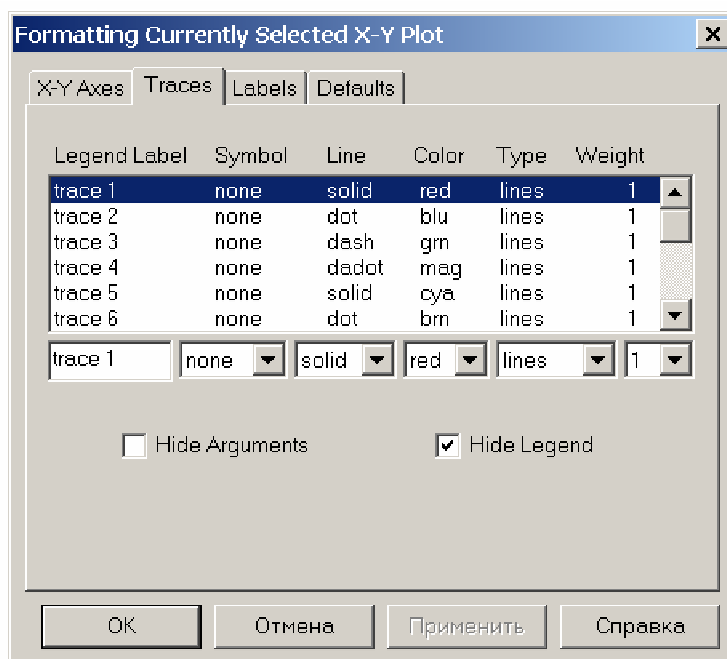 Formatting Currently Selected X-Y Plot
X-Y Axes Traces Labels Defaults
Legend Label Symbol Line Color Type Weight
trace 1 none solid red lines 1
trace 2 none dot blu lines 1
trace 3 none dash grn lines 1
trace 4 none dadot mag lines 1
trace 5 none solid cya lines 1
trace 6 none dot brn lines 1
trace 1 none solid red lines 1
Hide Arguments Hide Legend
OK Отмена Применить Справка